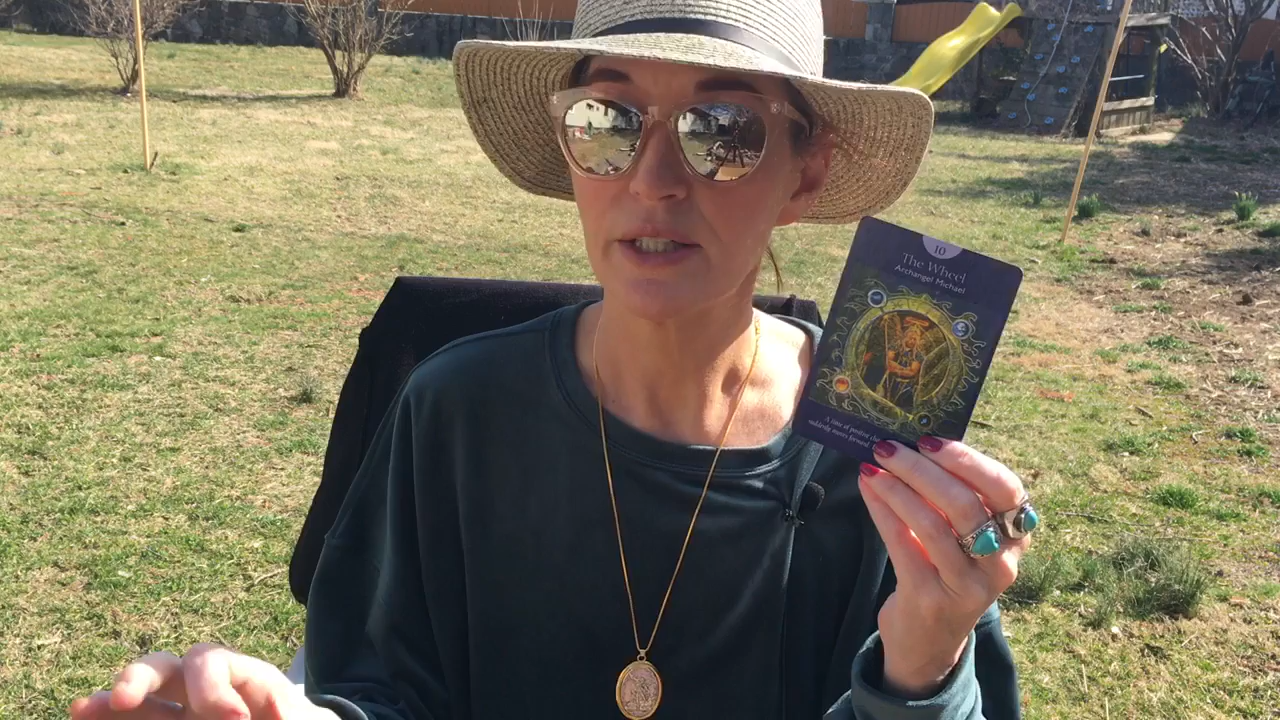 10
The Wheel
Archangel Michael
A time of positive
suddenly moves forward.